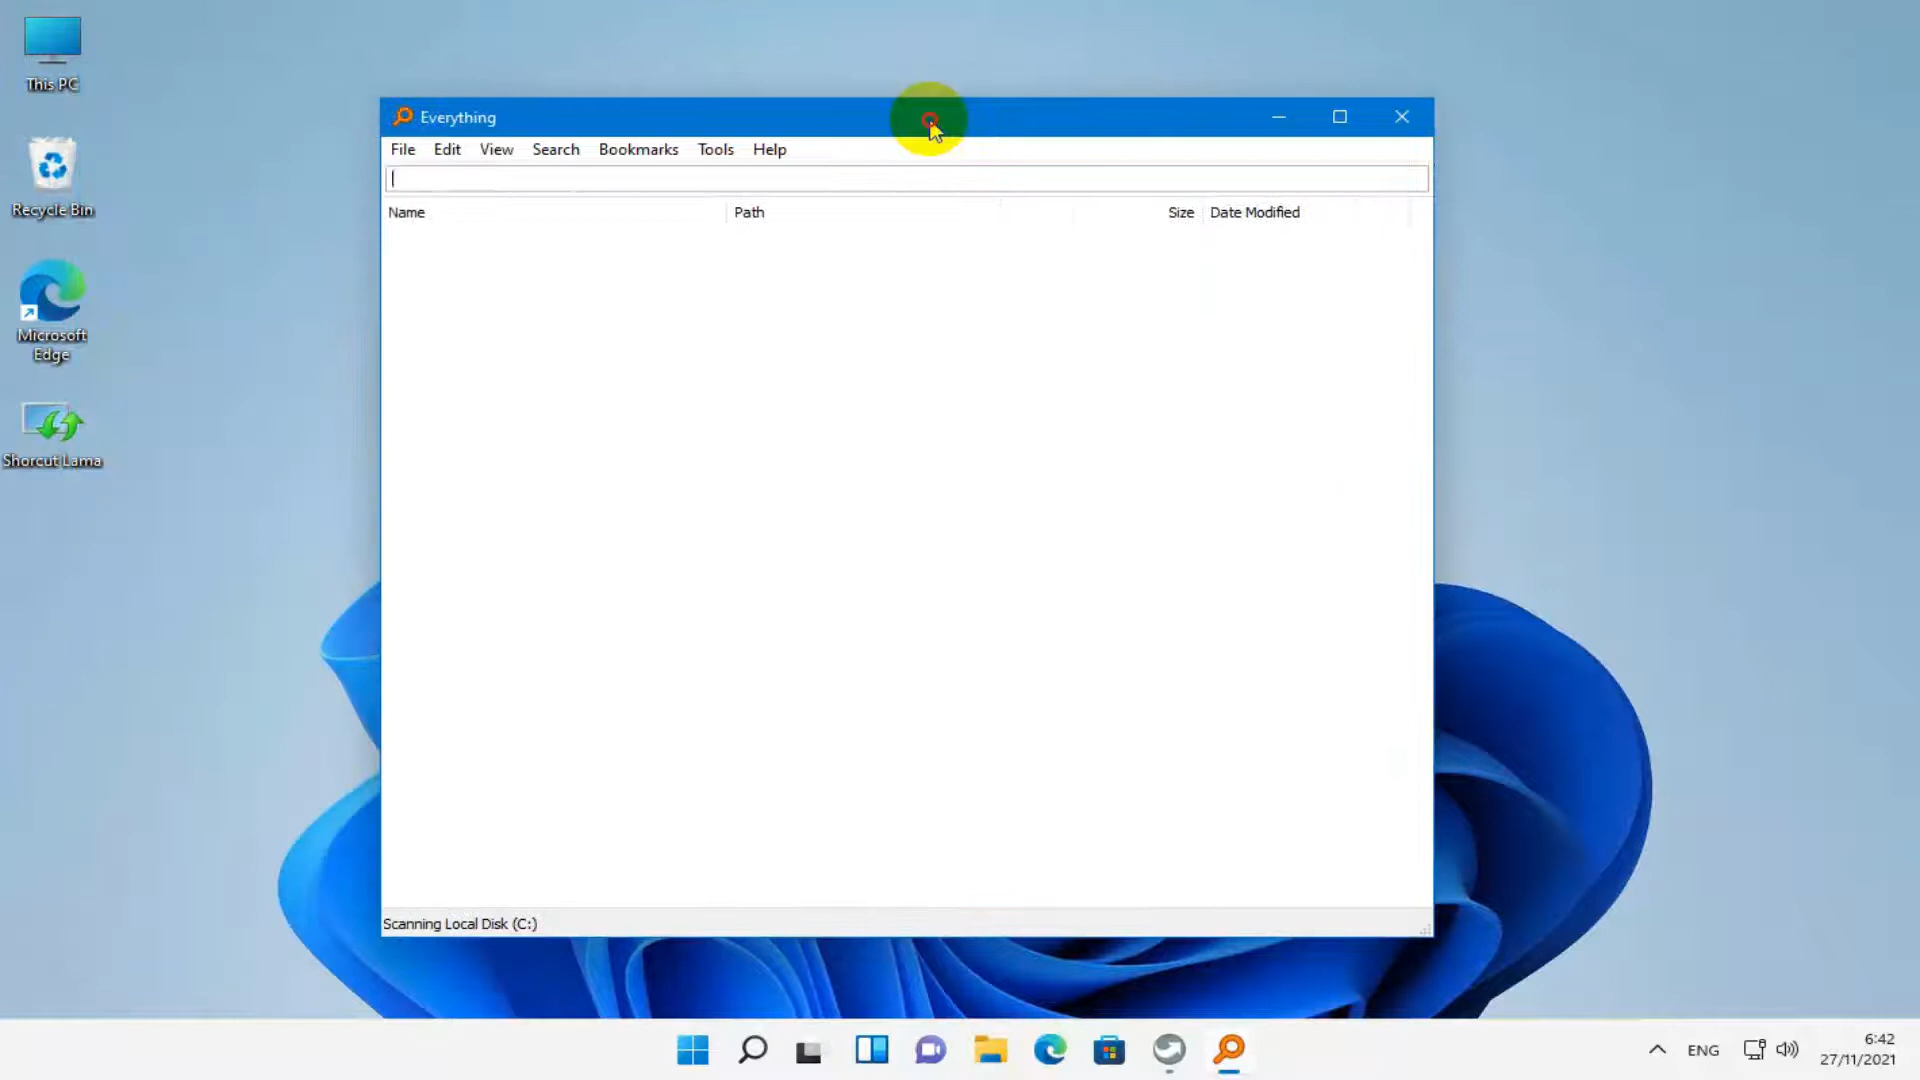 This PC
Recycle Bin
Microsoft
Edge
Shorcut Lama
Everything
File Edit View Search Bookmarks Tools Help
Name Path Size Date Modified
Scanning Local Disk (C:)
ENG
6:42
27/11/2021